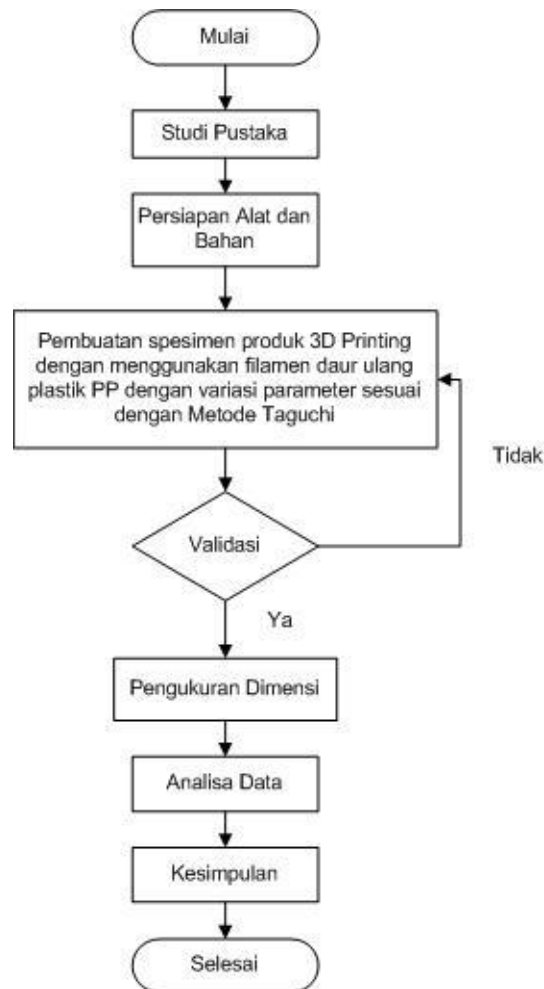 Mulai
Studi Pustaka
Persiapan Alat dan
Bahan
Pembuatan spesimen produk 3D Printing
dengan menggunakan filamen daur ulang
plastik PP dengan variasi parameter sesuai
dengan Metode Taguchi
Tidak
Validasi
Ya
Pengukuran Dimensi
Analisa Data
Kesimpulan
Selesai